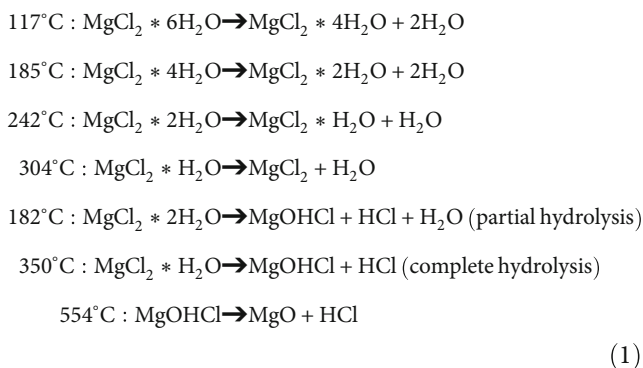 117°C : MgCl₂ * 6H₂O➔MgCl₂ * 4H₂O + 2H₂O
185°C : MgCl₂ * 4H₂O➔MgCl₂ * 2H₂O + 2H₂O
242°C : MgCl₂ * 2H₂O➔MgCl₂ * H₂O + H₂O
304°C : MgCl₂ * H₂O➔MgCl₂ + H₂O
182°C : MgCl₂ * 2H₂O➔MgOHCl + HCl + H₂O (partial hydrolysis)
350°C : MgCl₂ * H₂O➔MgOHCl + HCl (complete hydrolysis)
554°C : MgOHCl➔MgO + HCl
(1)